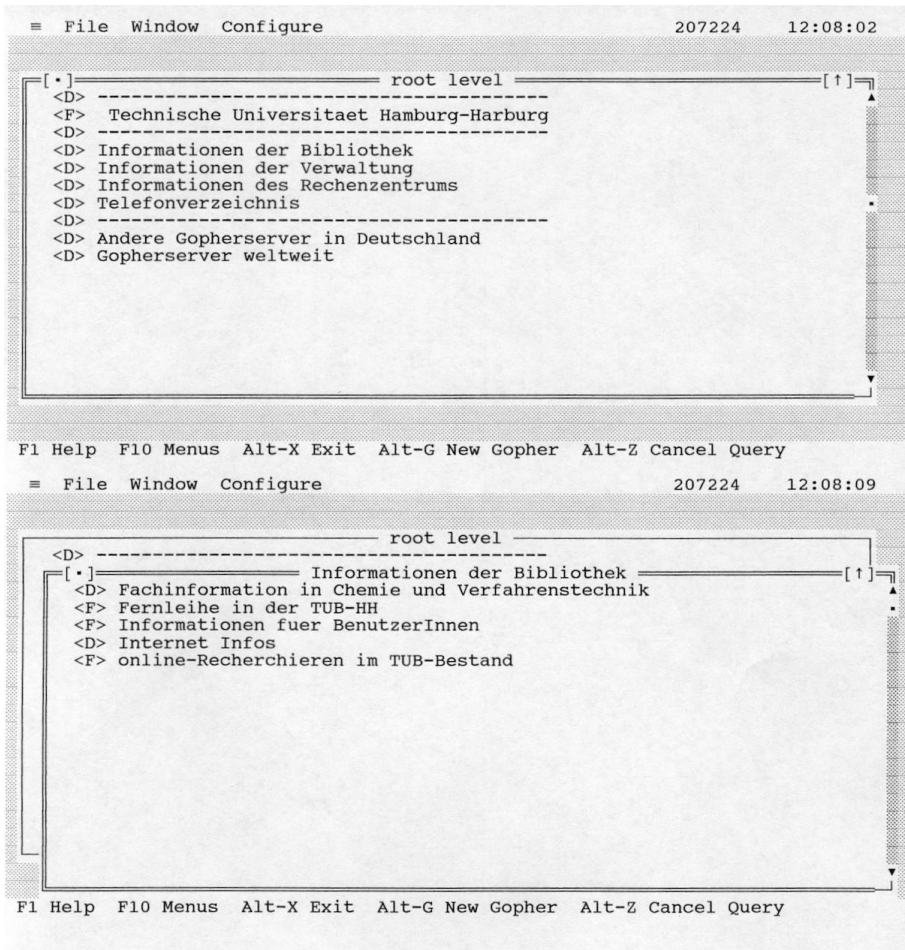 ≡ File Window Configure 207224 12:08:02
[▪] root level [↑]
<D> -----------------------------------------
<F> Technische Universitaet Hamburg-Harburg
<D> -----------------------------------------
<D> Informationen der Bibliothek
<D> Informationen der Verwaltung
<D> Informationen des Rechenzentrums
<D> Telefonverzeichnis
<D> -----------------------------------------
<D> Andere Gopherserver in Deutschland
<D> Gopherserver weltweit
F1 Help F10 Menus Alt-X Exit Alt-G New Gopher Alt-Z Cancel Query
≡ File Window Configure 207224 12:08:09
root level
<D> -----------------------------------------
[▪] Informationen der Bibliothek [↑]
<D> Fachinformation in Chemie und Verfahrenstechnik
<F> Fernleihe in der TUB-HH
<F> Informationen fuer BenutzerInnen
<D> Internet Infos
<F> online-Recherchieren im TUB-Bestand
F1 Help F10 Menus Alt-X Exit Alt-G New Gopher Alt-Z Cancel Query